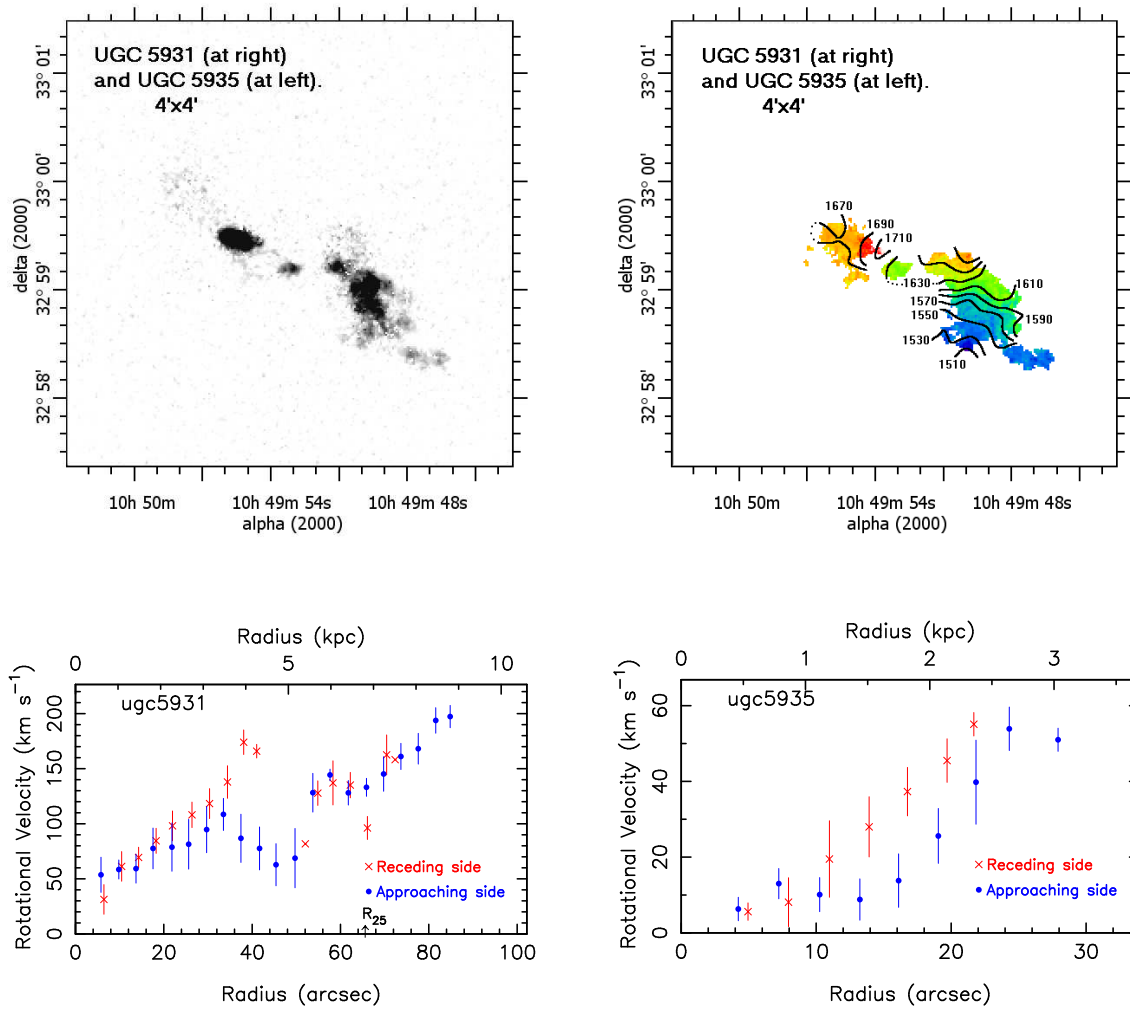 UGC 5931 (at right)
and UGC 5935 (at left).
4'x4'
33° 01'
33° 00'
32° 59'
32° 58'
delta (2000)
10h 50m
10h 49m 54s
10h 49m 48s
alpha (2000)
UGC 5931 (at right)
and UGC 5935 (at left).
4'x4'
33° 01'
33° 00'
32° 59'
32° 58'
delta (2000)
1670
1690
1710
1630
1610
1570
1550
1590
1530
1510
10h 50m
10h 49m 54s
10h 49m 48s
alpha (2000)
Radius (kpc)
0 5 10
ugc5931
Rotational Velocity (km s⁻¹)
200
150
100
50
0
× Receding side
• Approaching side
R₂₅
0 20 40 60 80 100
Radius (arcsec)
Radius (kpc)
0 1 2 3
ugc5935
Rotational Velocity (km s⁻¹)
60
40
20
0
× Receding side
• Approaching side
0 10 20 30
Radius (arcsec)